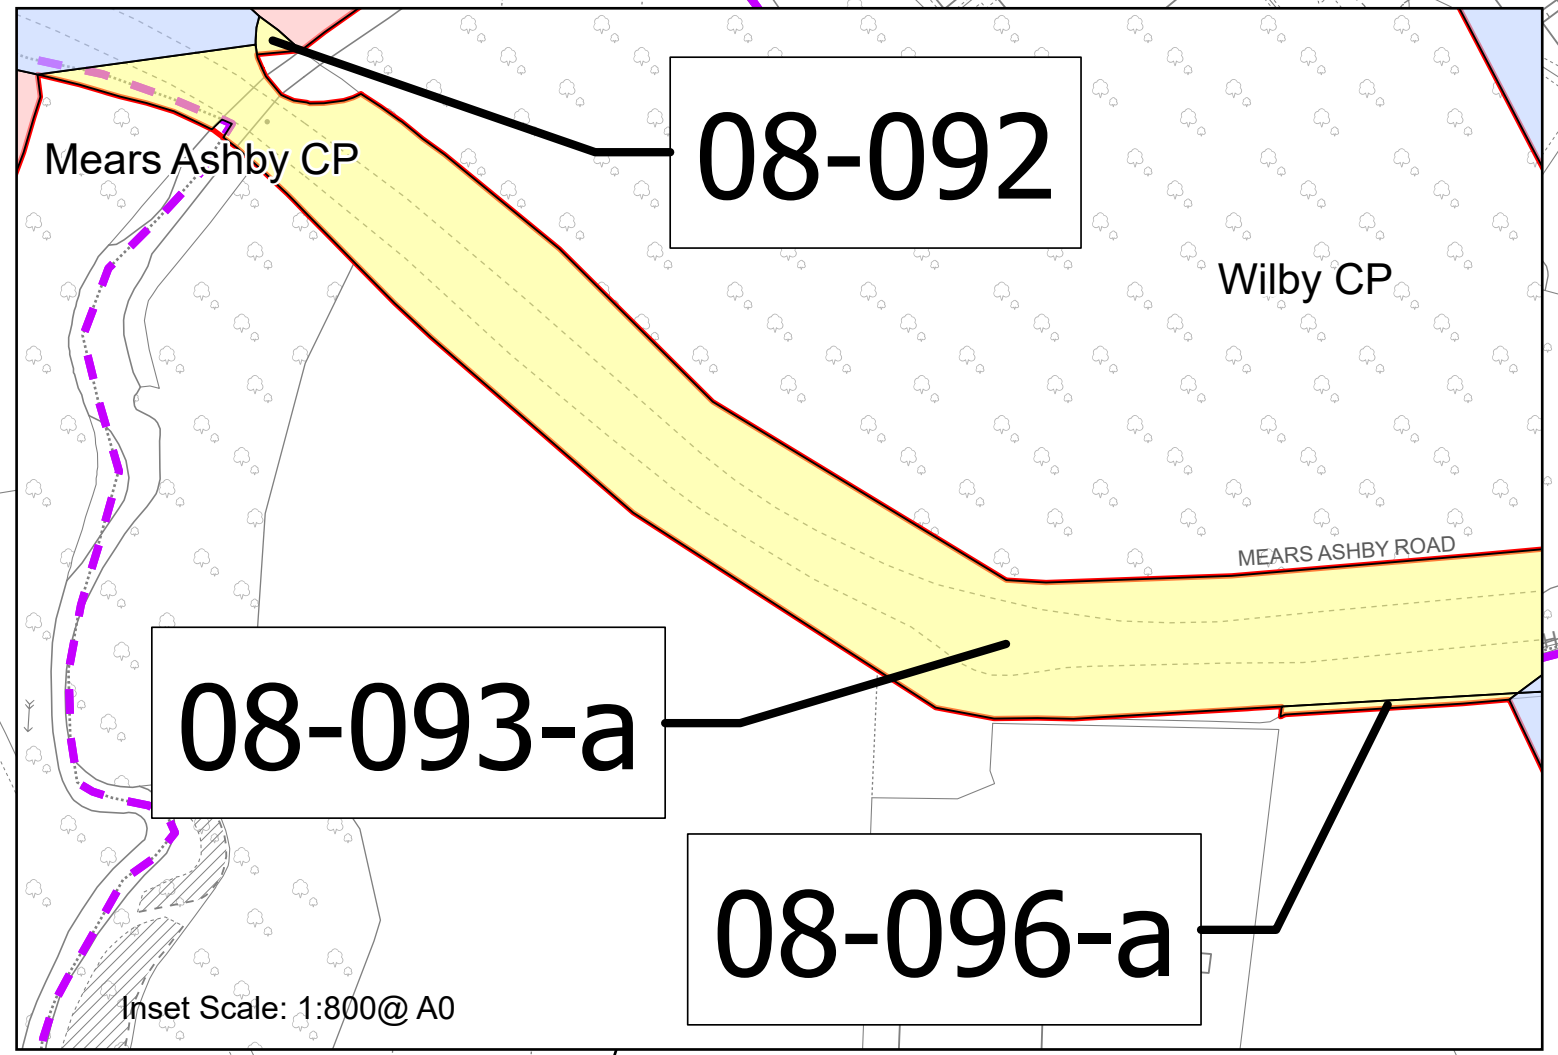 08-092
Mears Ashby CP
Wilby CP
MEARS ASHBY ROAD
08-093-a
08-096-a
Inset Scale: 1:800@ A0